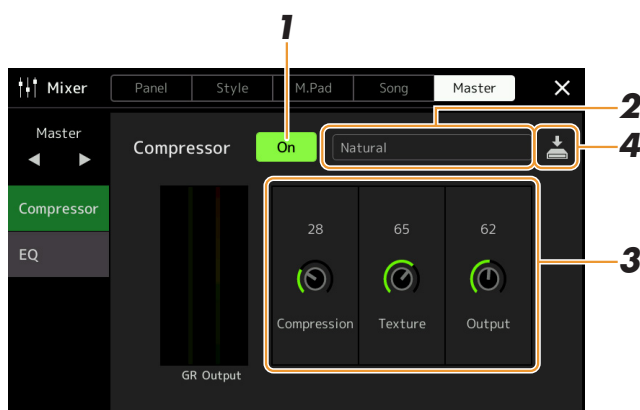 1
Mixer Panel Style M.Pad Song Master ×
2
Master
Compressor On Natural
4
Compressor
EQ
28 65 62
3
Compression Texture Output
GR Output